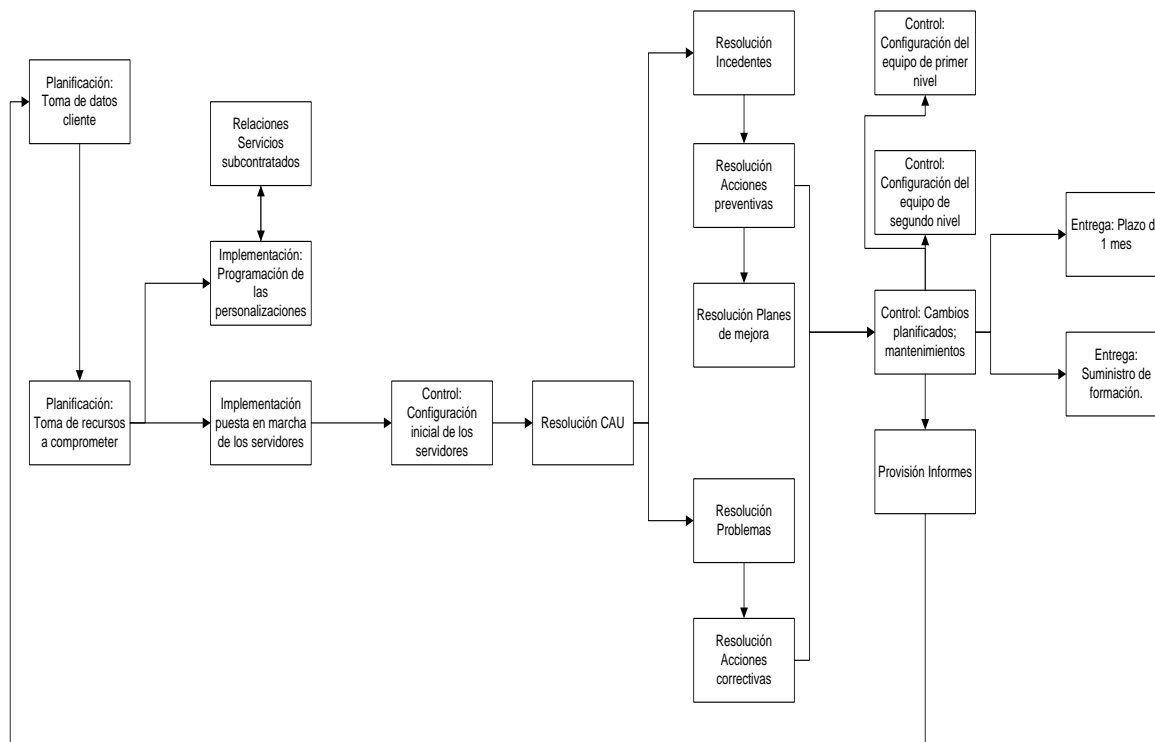 Planificación:
Toma de datos
cliente
Relaciones
Servicios
subcontratados
Implementación:
Programación de
las
personalizaciones
Planificación:
Toma de recursos
a comprometer
Implementación
puesta en marcha
de los servidores
Control:
Configuración
inicial de los
servidores
Resolución CAU
Resolución
Incedentes
Resolución
Acciones
preventivas
Resolución Planes
de mejora
Resolución
Problemas
Resolución
Acciones
correctivas
Control:
Configuración del
equipo de primer
nivel
Control:
Configuración del
equipo de
segundo nivel
Control: Cambios
planificados;
mantenimientos
Provisión Informes
Entrega: Plazo d
1 mes
Entrega:
Suministro de
formación.